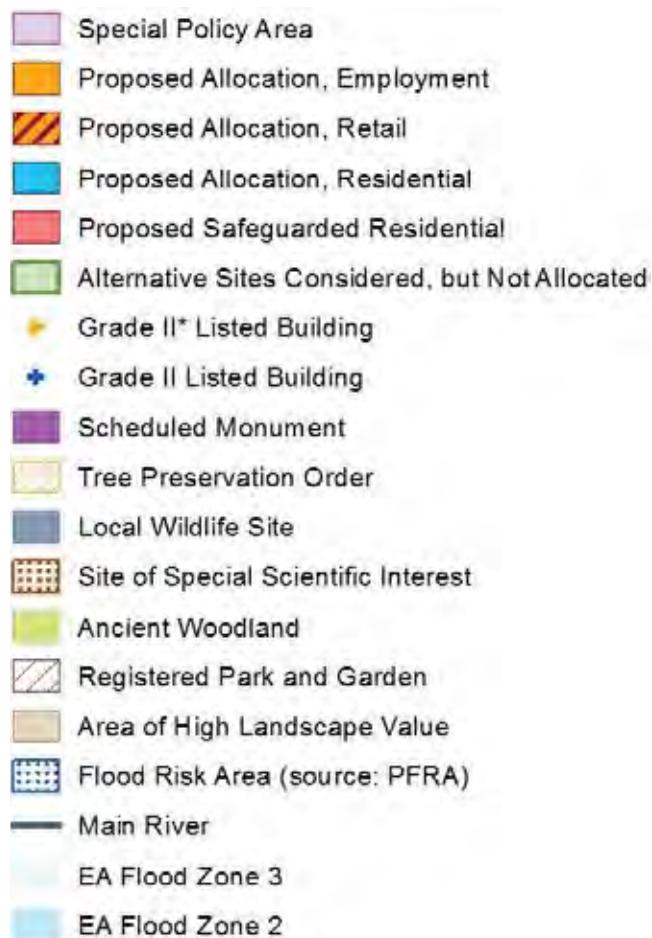 Special Policy Area
Proposed Allocation, Employment
Proposed Allocation, Retail
Proposed Allocation, Residential
Proposed Safeguarded Residential
Alternative Sites Considered, but Not Allocated
Grade II* Listed Building
Grade II Listed Building
Scheduled Monument
Tree Preservation Order
Local Wildlife Site
Site of Special Scientific Interest
Ancient Woodland
Registered Park and Garden
Area of High Landscape Value
Flood Risk Area (source: PFRA)
Main River
EA Flood Zone 3
EA Flood Zone 2